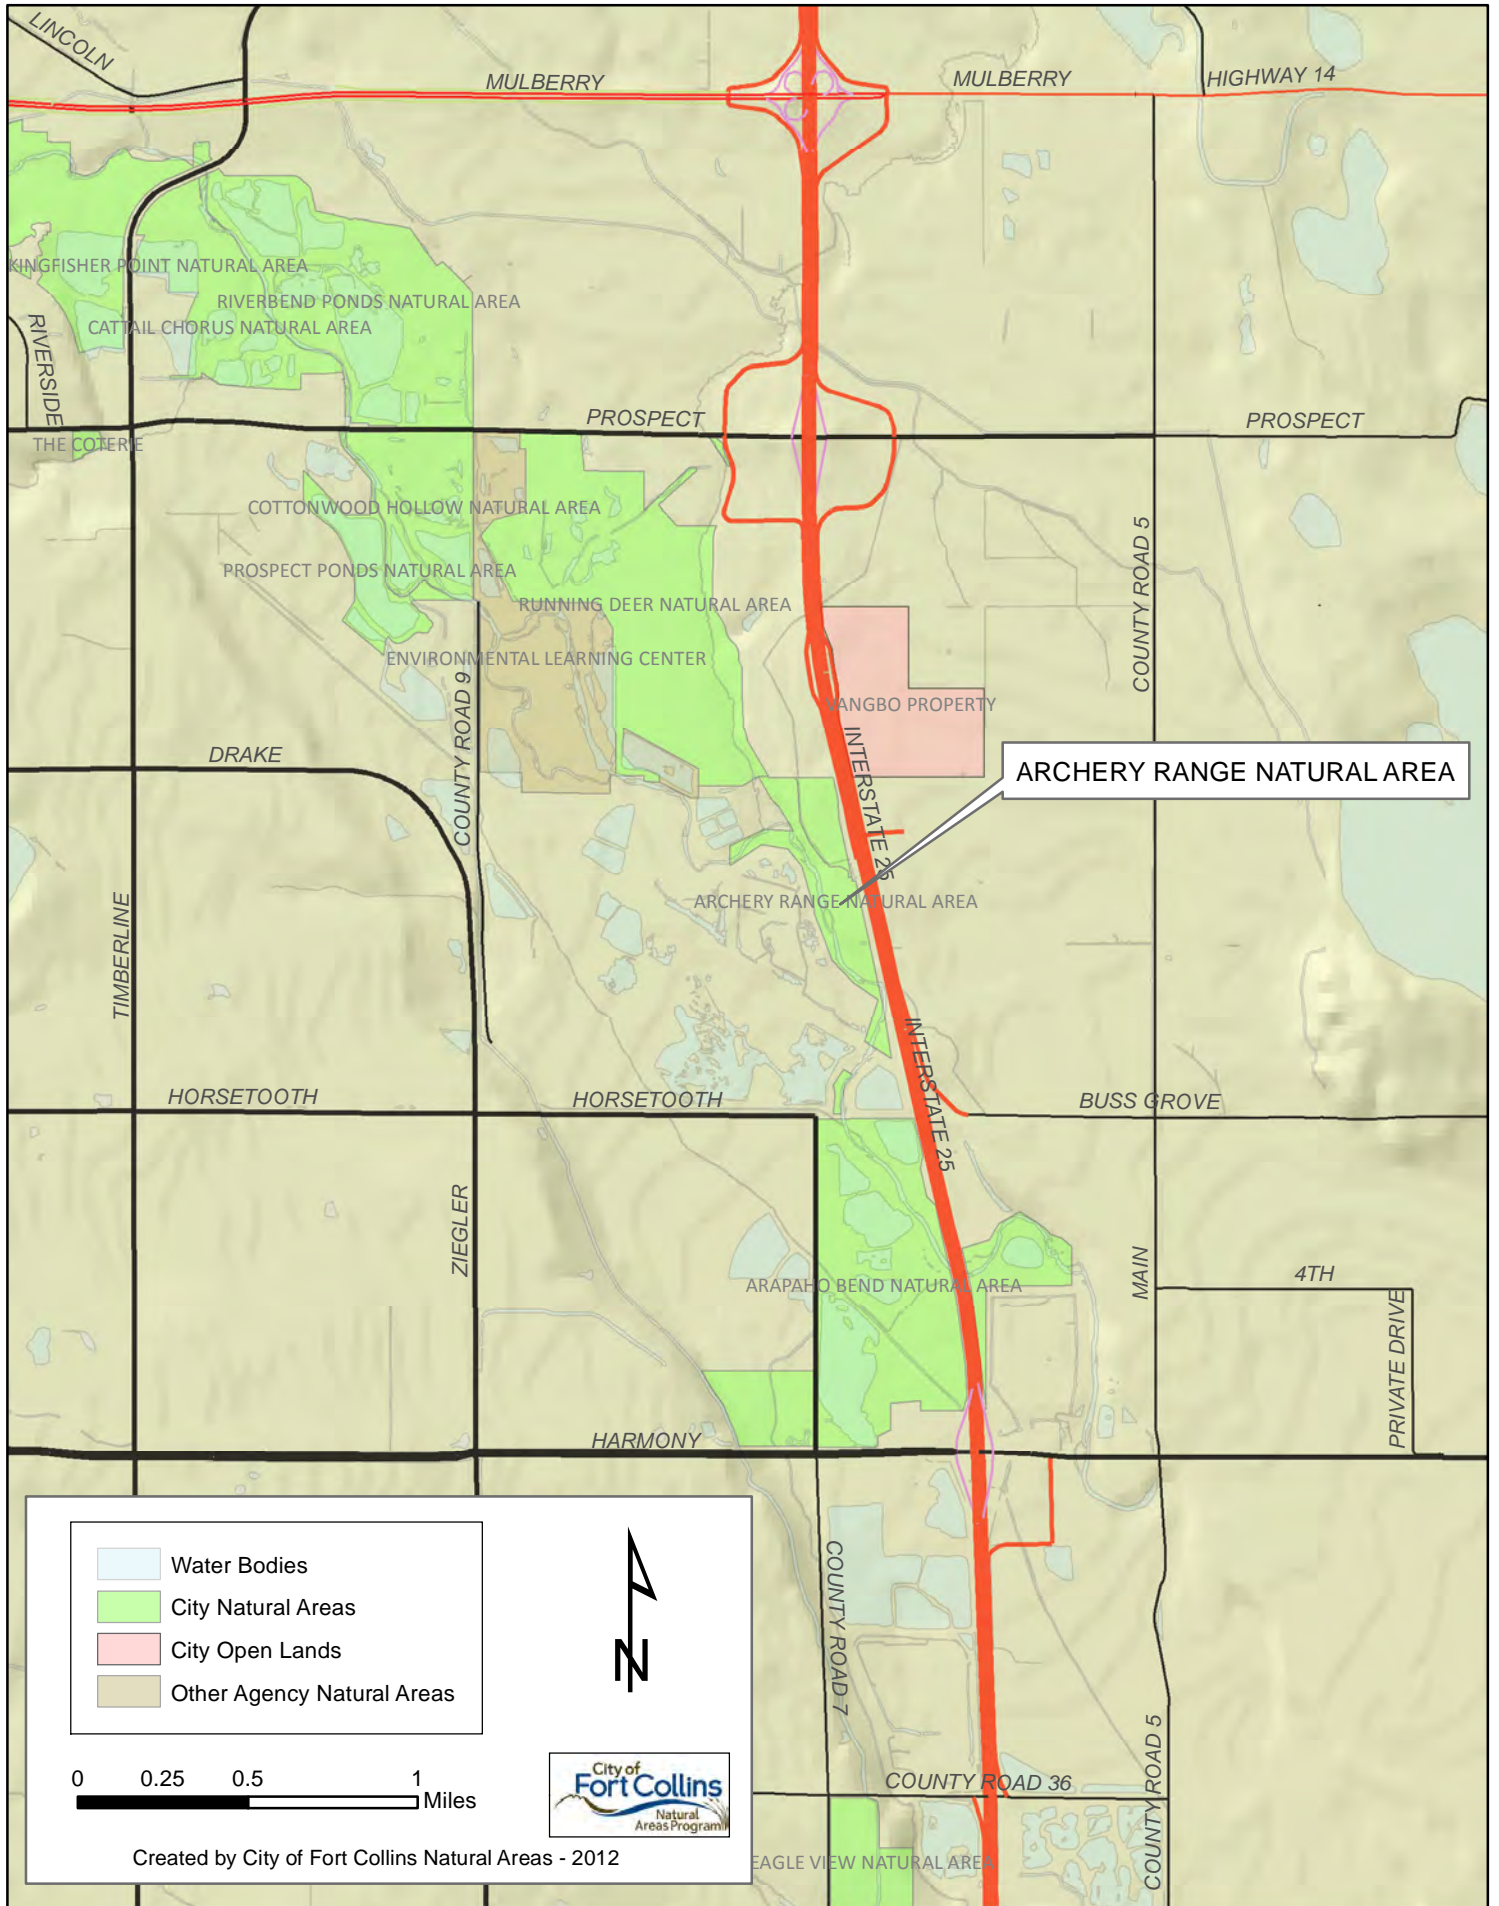 LINCOLN
MULBERRY
MULBERRY
HIGHWAY 14
KINGFISHER POINT NATURAL AREA
RIVERBEND PONDS NATURAL AREA
CATTAIL CHORUS NATURAL AREA
RIVERSIDE
PROSPECT
PROSPECT
THE COTERIE
COTTONWOOD HOLLOW NATURAL AREA
PROSPECT PONDS NATURAL AREA
RUNNING DEER NATURAL AREA
COUNTY ROAD 5
ENVIRONMENTAL LEARNING CENTER
VANGBO PROPERTY
COUNTY ROAD 9
DRAKE
INTERSTATE 25
ARCHERY RANGE NATURAL AREA
ARCHERY RANGE NATURAL AREA
TIMBERLINE
INTERSTATE 25
HORSETOOTH
HORSETOOTH
BUSS GROVE
ZIEGLER
MAIN
4TH
ARAPAHO BEND NATURAL AREA
PRIVATE DRIVE
HARMONY
Water Bodies
City Natural Areas
City Open Lands
Other Agency Natural Areas
N
COUNTY ROAD 7
COUNTY ROAD 5
0 0.25 0.5 1
Miles
City of
Fort Collins
Natural
Areas Program
COUNTY ROAD 36
Created by City of Fort Collins Natural Areas - 2012
EAGLE VIEW NATURAL AREA